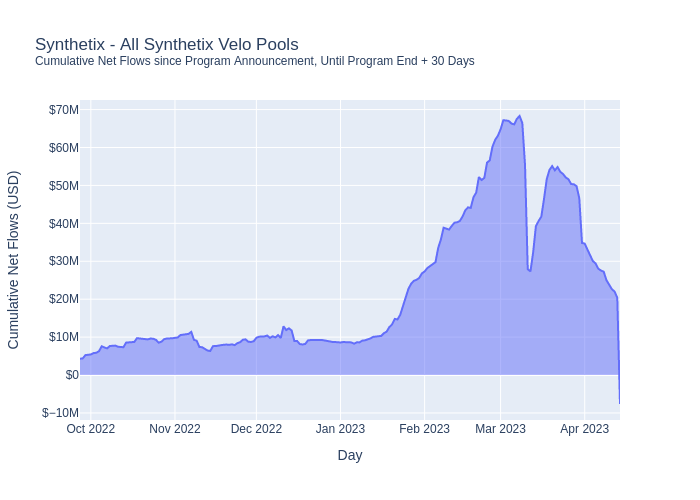 Synthetix - All Synthetix Velo Pools
Cumulative Net Flows since Program Announcement, Until Program End + 30 Days
Cumulative Net Flows (USD)
$70M
$60M
$50M
$40M
$30M
$20M
$10M
$0
$−10M
Oct 2022
Nov 2022
Dec 2022
Jan 2023
Feb 2023
Mar 2023
Apr 2023
Day